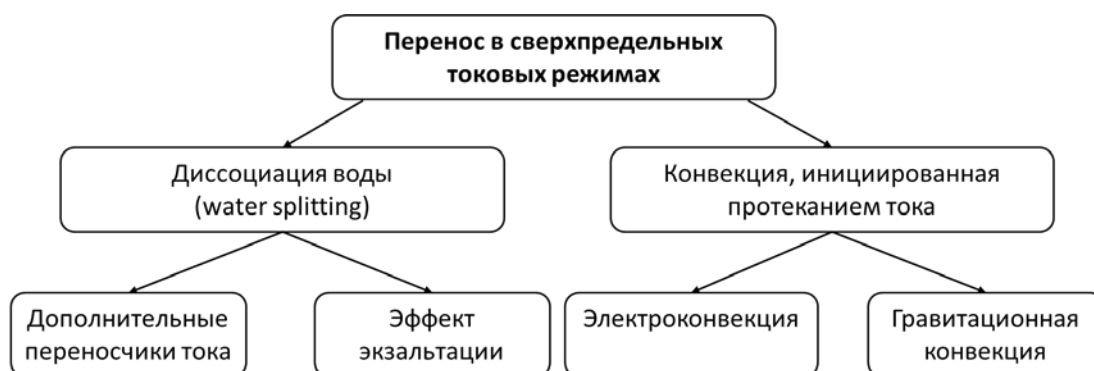 Перенос в сверхпредельных
токовых режимах
Диссоциация воды
(water splitting)
Конвекция, инициированная
протеканием тока
Дополнительные
переносчики тока
Эффект
экзальтации
Электроконвекция
Гравитационная
конвекция